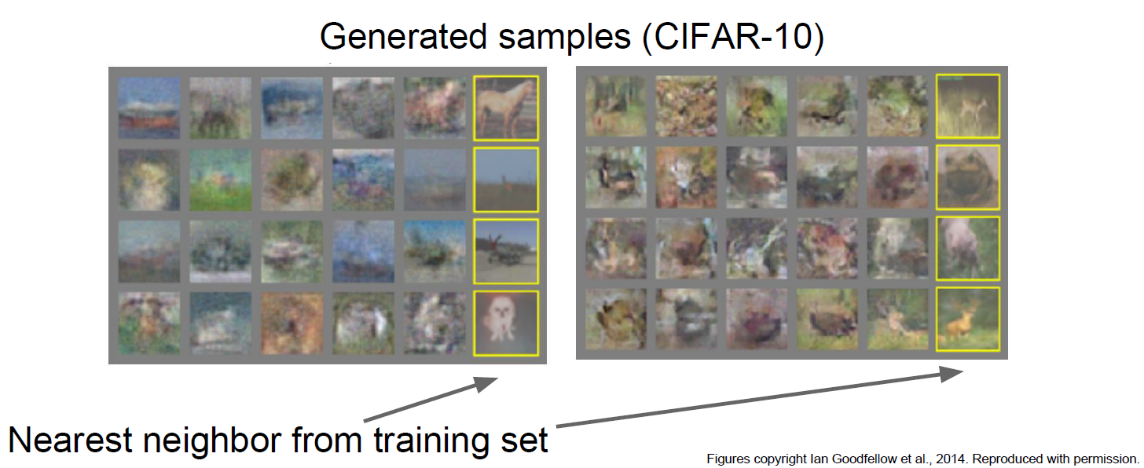 Generated samples (CIFAR-10)
Nearest neighbor from training set
Figures copyright Ian Goodfellow et al., 2014. Reproduced with permission.